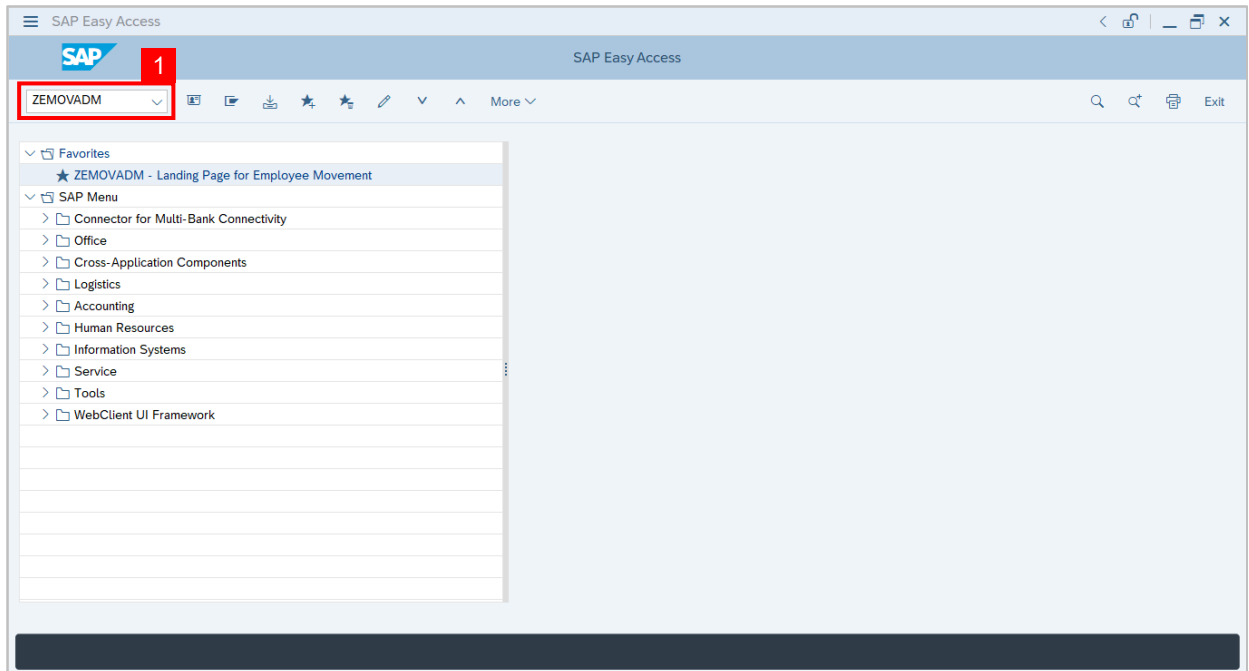 SAP Easy Access
SAP
SAP Easy Access
1
ZEMOVADM
More
Exit
Favorites
ZEMOVADM - Landing Page for Employee Movement
SAP Menu
Connector for Multi-Bank Connectivity
Office
Cross-Application Components
Logistics
Accounting
Human Resources
Information Systems
Service
Tools
WebClient UI Framework